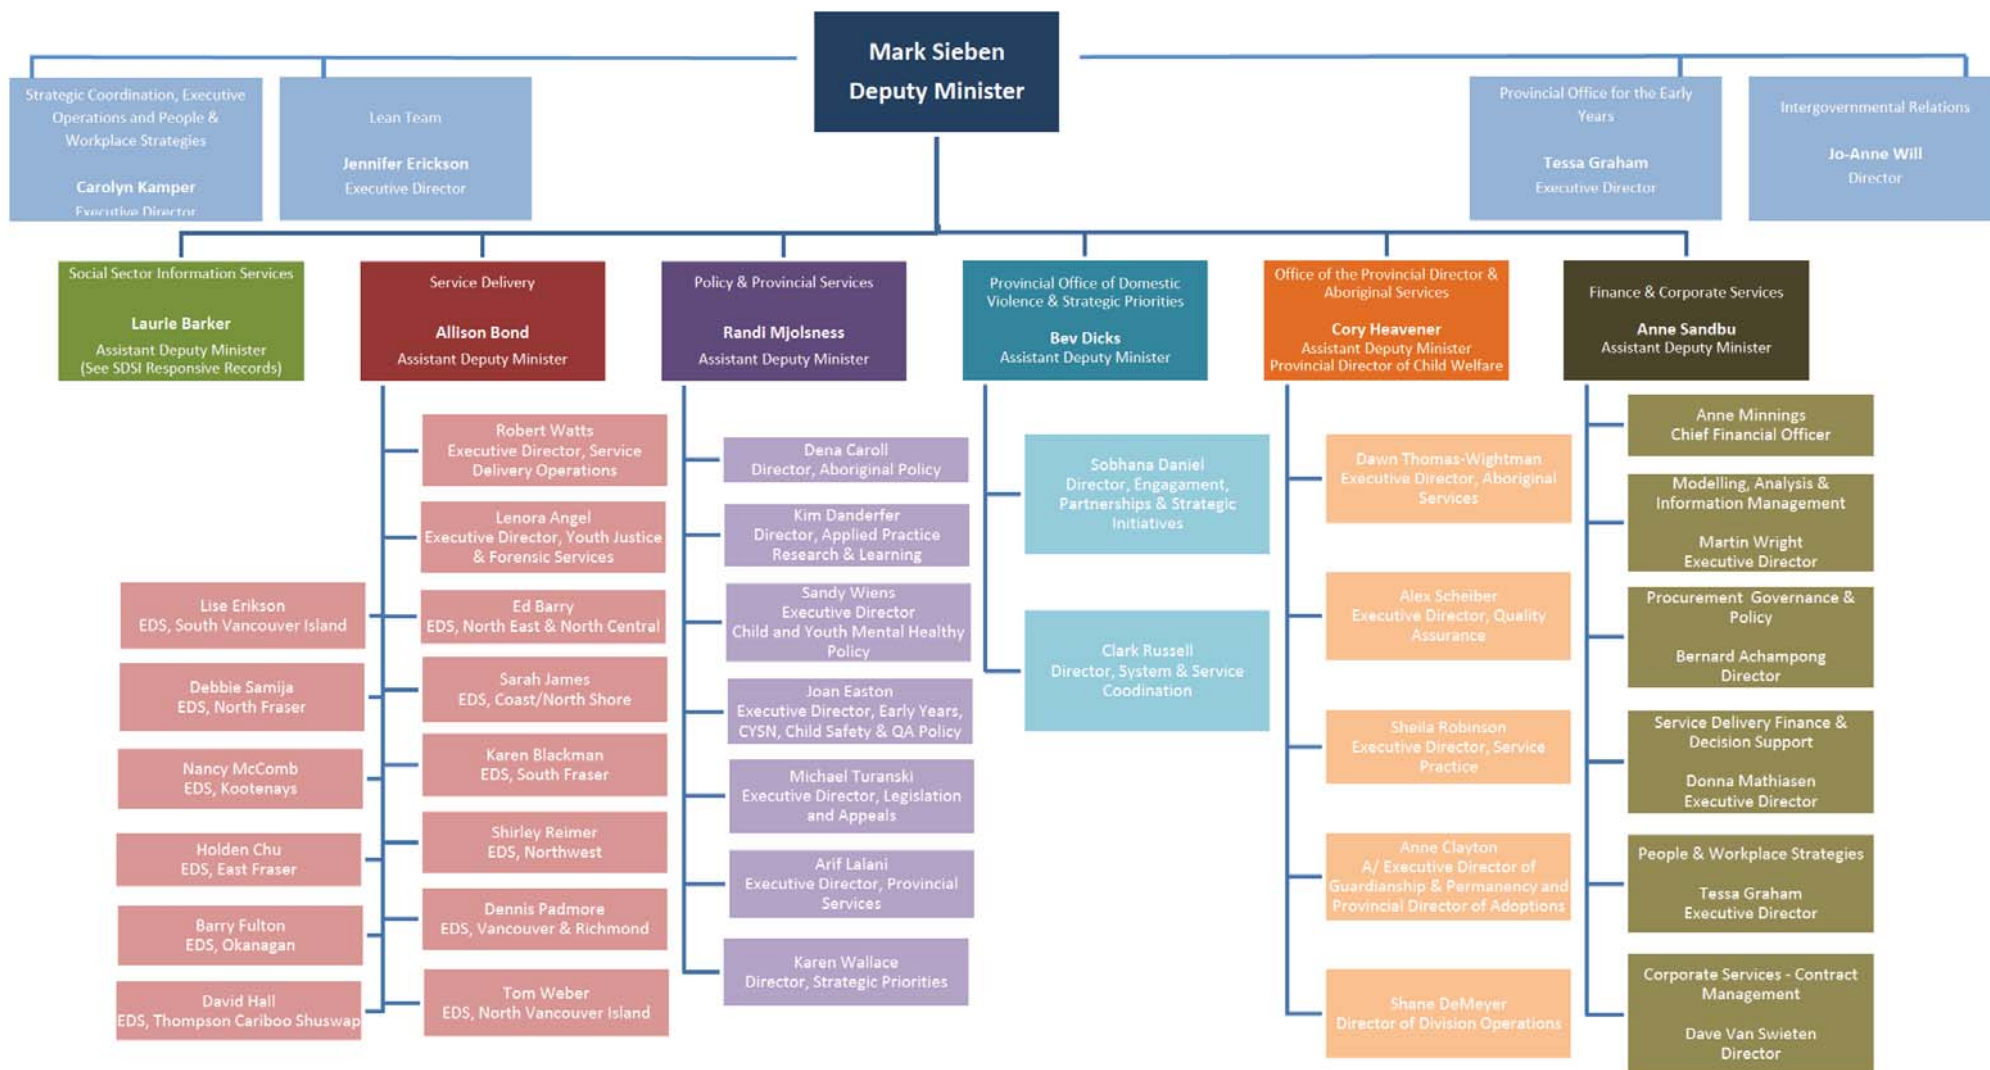 Mark Sieben
Deputy Minister
Strategic Coordination, Executive
Operations and People &
Workplace Strategies
Carolyn Kamper
Executive Director
Lean Team
Jennifer Erickson
Executive Director
Provincial Office for the Early
Years
Tessa Graham
Executive Director
Intergovernmental Relations
Jo-Anne Will
Director
Social Sector Information Services
Laurie Barker
Assistant Deputy Minister
(See SDSI Responsive Records)
Service Delivery
Allison Bond
Assistant Deputy Minister
Policy & Provincial Services
Randi Mjolsness
Assistant Deputy Minister
Provincial Office of Domestic
Violence & Strategic Priorities
Bev Dicks
Assistant Deputy Minister
Office of the Provincial Director &
Aboriginal Services
Cory Heavener
Assistant Deputy Minister
Provincial Director of Child Welfare
Finance & Corporate Services
Anne Sandbu
Assistant Deputy Minister
Lise Erikson
EDS, South Vancouver Island
Debbie Samija
EDS, North Fraser
Nancy McComb
EDS, Kootenays
Holden Chu
EDS, East Fraser
Barry Fulton
EDS, Okanagan
David Hall
EDS, Thompson Cariboo Shuswap
Robert Watts
Executive Director, Service
Delivery Operations
Lenora Angel
Executive Director, Youth Justice
& Forensic Services
Ed Barry
EDS, North East & North Central
Sarah James
EDS, Coast/North Shore
Karen Blackman
EDS, South Fraser
Shirley Reimer
EDS, Northwest
Dennis Padmore
EDS, Vancouver & Richmond
Tom Weber
EDS, North Vancouver Island
Dena Caroll
Director, Aboriginal Policy
Kim Danderfer
Director, Applied Practice
Research & Learning
Sandy Wiens
Executive Director
Child and Youth Mental Healthy
Policy
Joan Easton
Executive Director, Early Years,
CYSN, Child Safety & QA Policy
Michael Turanski
Executive Director, Legislation
and Appeals
Arif Lalani
Executive Director, Provincial
Services
Karen Wallace
Director, Strategic Priorities
Sobhana Daniel
Director, Engagament,
Partnerships & Strategic
Initiatives
Clark Russell
Director, System & Service
Coodination
Dawn Thomas-Wightman
Executive Director, Aboriginal
Services
Alex Scheiber
Executive Director, Quality
Assurance
Sheila Robinson
Executive Director, Service
Practice
Anne Clayton
A/ Executive Director of
Guardianship & Permanency and
Provincial Director of Adoptions
Shane DeMeyer
Director of Division Operations
Anne Minnings
Chief Financial Officer
Modelling, Analysis &
Information Management
Martin Wright
Executive Director
Procurement Governance &
Policy
Bernard Achampong
Director
Service Delivery Finance &
Decision Support
Donna Mathiasen
Executive Director
People & Workplace Strategies
Tessa Graham
Executive Director
Corporate Services - Contract
Management
Dave Van Swieten
Director